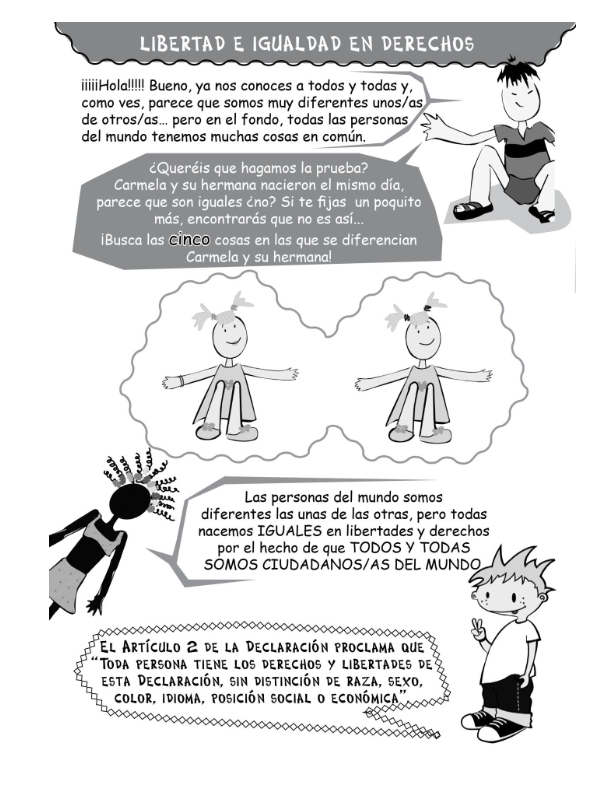 LIBERTAD E IGUALDAD EN DERECHOS
¡¡¡¡¡Hola!!!!! Bueno, ya nos conoces a todos y todas y,
como ves, parece que somos muy diferentes unos/as
de otros/as... pero en el fondo, todas las personas
del mundo tenemos muchas cosas en común.
¿Queréis que hagamos la prueba?
Carmela y su hermana nacieron el mismo día,
parece que son iguales ¿no? Si te fijas un poquito
más, encontrarás que no es así...
¡Busca las cinco cosas en las que se diferencian
Carmela y su hermana!
Las personas del mundo somos
diferentes las unas de las otras, pero todas
nacemos IGUALES en libertades y derechos
por el hecho de que TODOS Y TODAS
SOMOS CIUDADANOS/AS DEL MUNDO
EL ARTÍCULO 2 DE LA DECLARACIÓN PROCLAMA QUE
"TODA PERSONA TIENE LOS DERECHOS Y LIBERTADES DE
ESTA DECLARACIÓN, SIN DISTINCIÓN DE RAZA, SEXO,
COLOR, IDIOMA, POSICIÓN SOCIAL O ECONÓMICA"